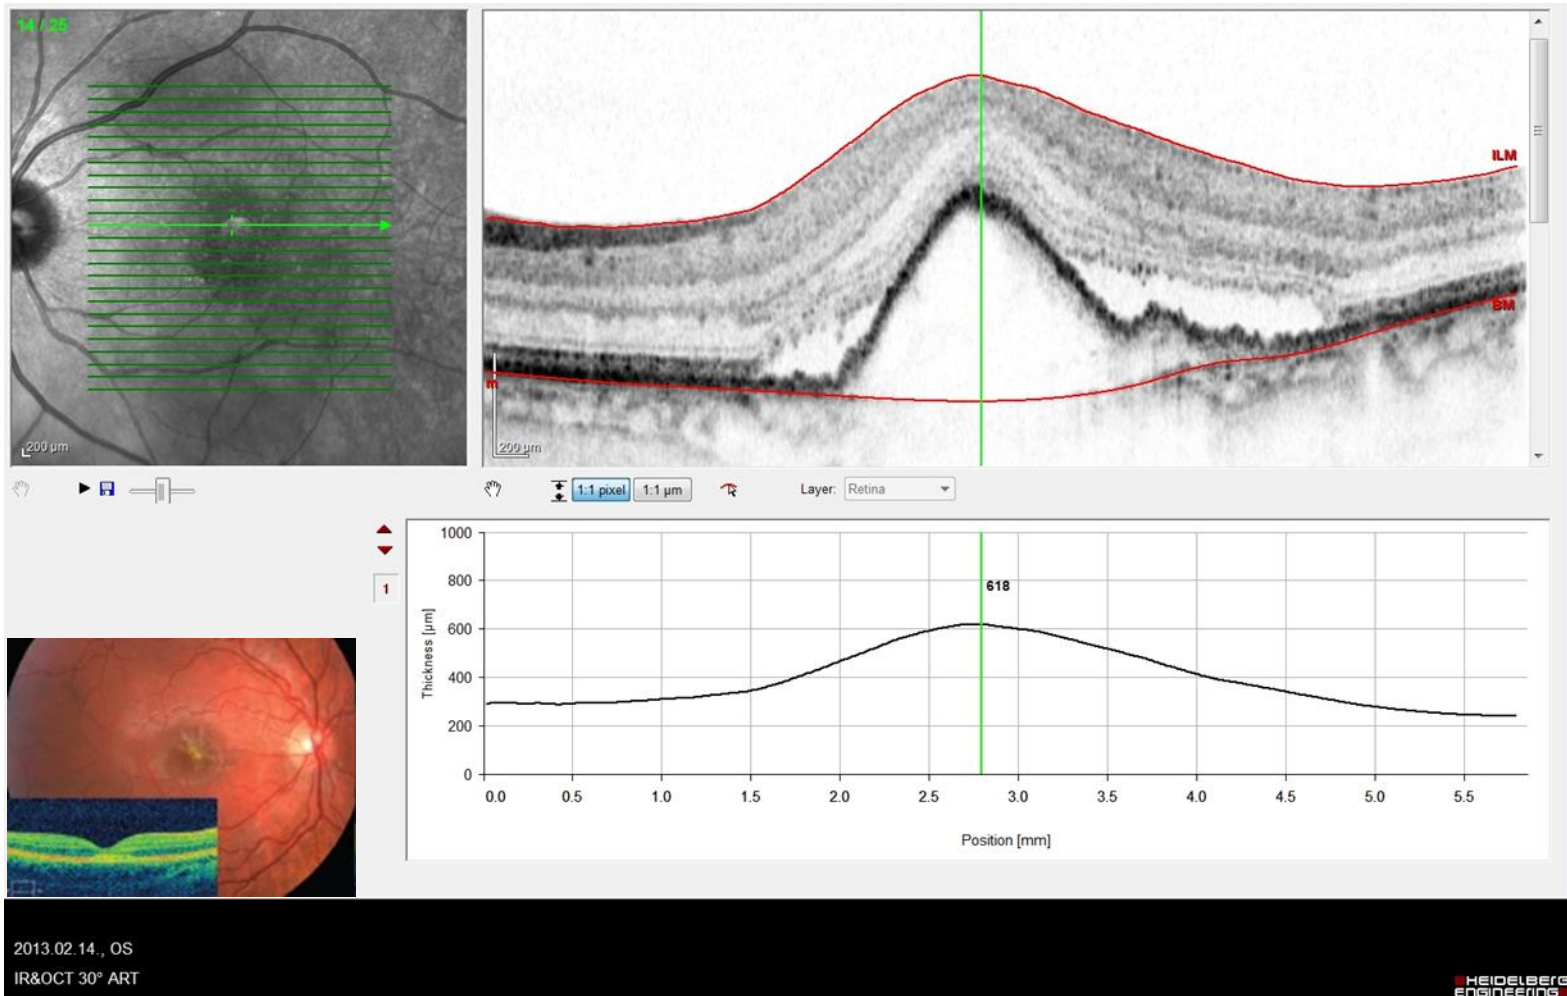 14 / 25
200 µm
ILM
BM
200 µm
1:1 pixel
1:1 µm
Layer:
Retina
1
Thickness [µm]
1000
800
600
400
200
0
618
0.0 0.5 1.0 1.5 2.0 2.5 3.0 3.5 4.0 4.5 5.0 5.5
Position [mm]
2013.02.14., OS
IR&OCT 30° ART
HEIDELBERG
ENGINEERING